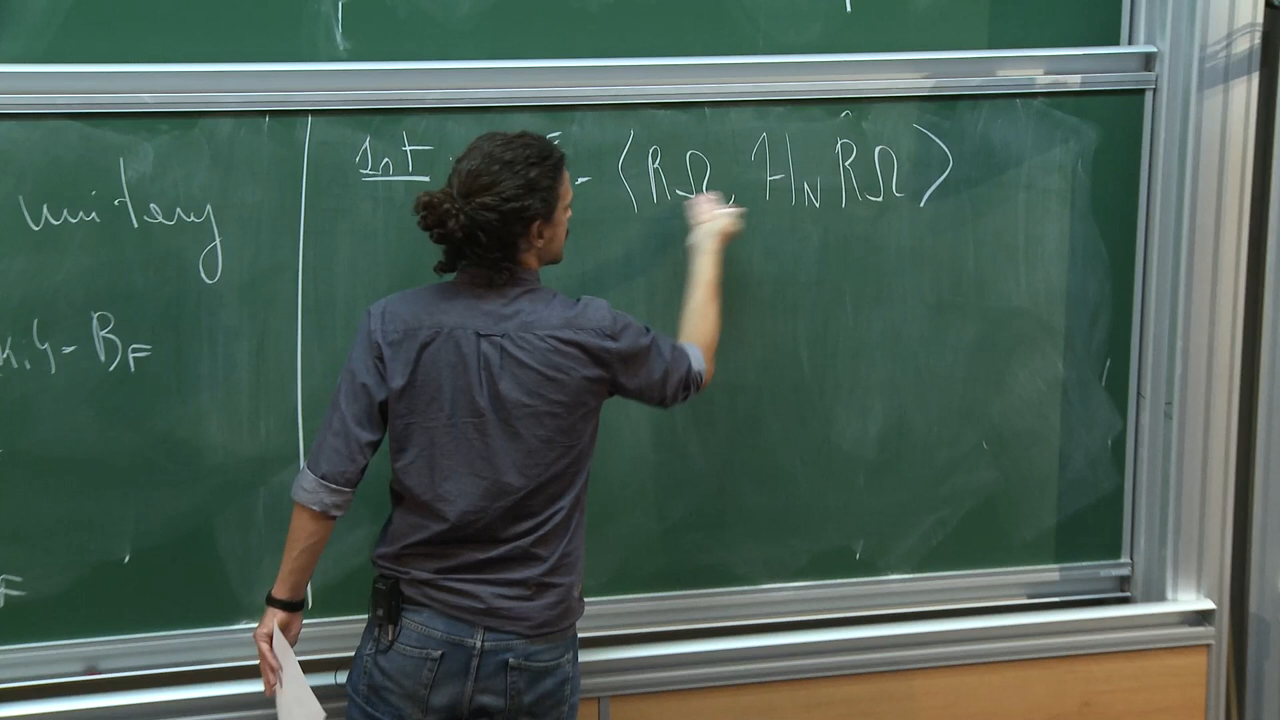 unitary
k,q = B_F
Int - ⟨RΩ, H_N RΩ⟩
F